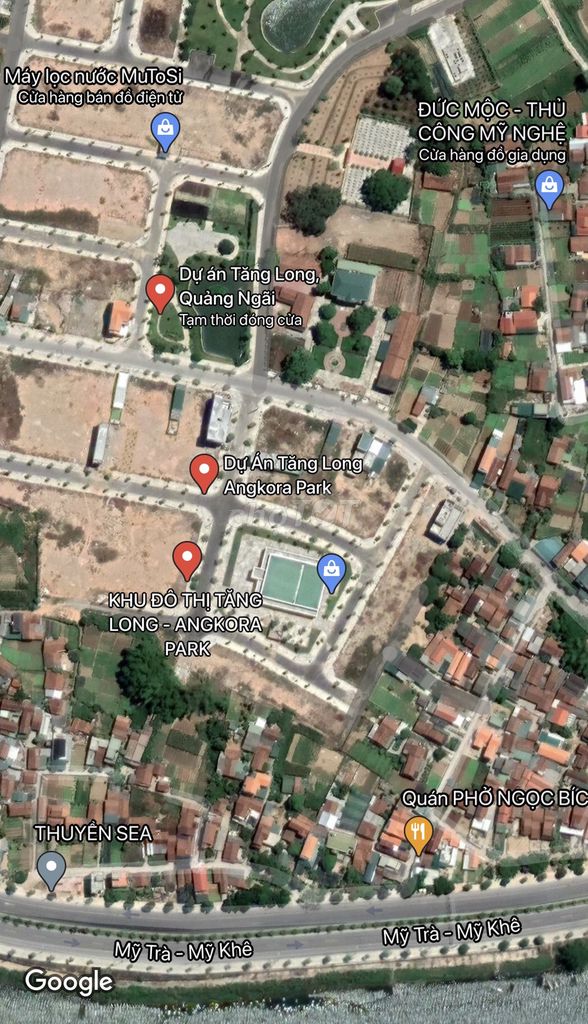 Máy lọc nước MuToSi
Cửa hàng bán đồ điện tử
ĐỨC MỘC - THỦ
CÔNG MỸ NGHỆ
Cửa hàng đồ gia dụng
Dự án Tăng Long,
Quảng Ngãi
Tạm thời đóng cửa
Dự Án Tăng Long
Angkora Park
KHU ĐÔ THỊ TĂNG
LONG - ANGKORA
PARK
Quán PHỞ NGỌC BÍC
THUYỀN SEA
Mỹ Trà - Mỹ Khê
Mỹ Trà - Mỹ Khê
Google